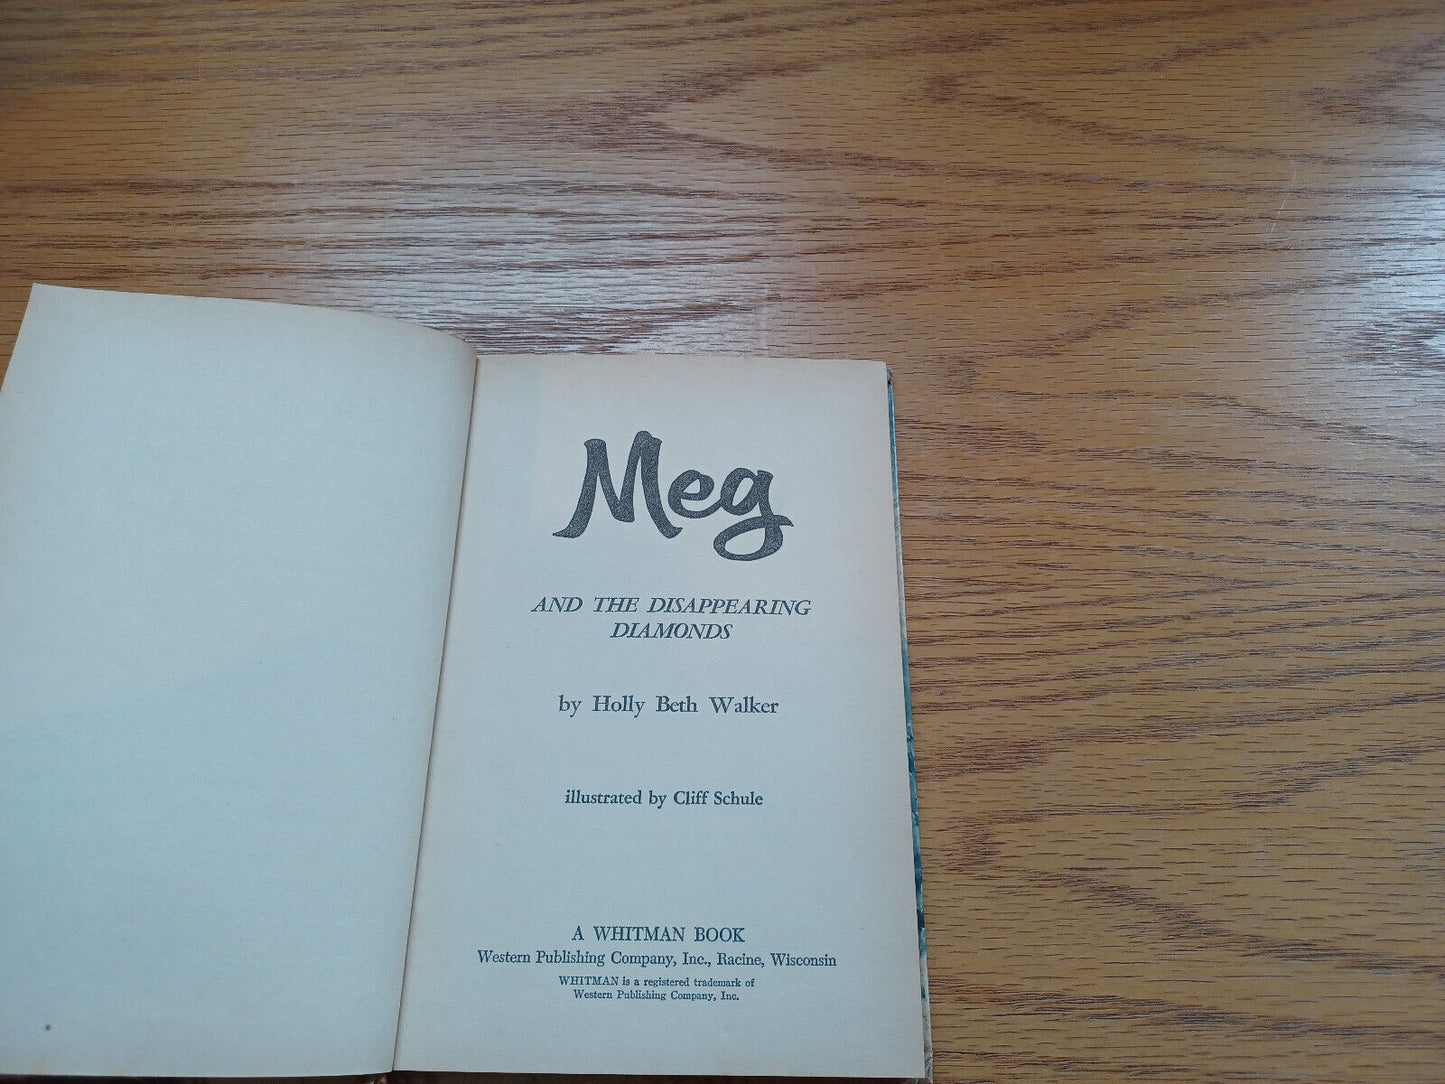 Meg
AND THE DISAPPEARING
DIAMONDS
by Holly Beth Walker
illustrated by Cliff Schule
A WHITMAN BOOK
Western Publishing Company, Inc., Racine, Wisconsin
WHITMAN is a registered trademark of
Western Publishing Company, Inc.